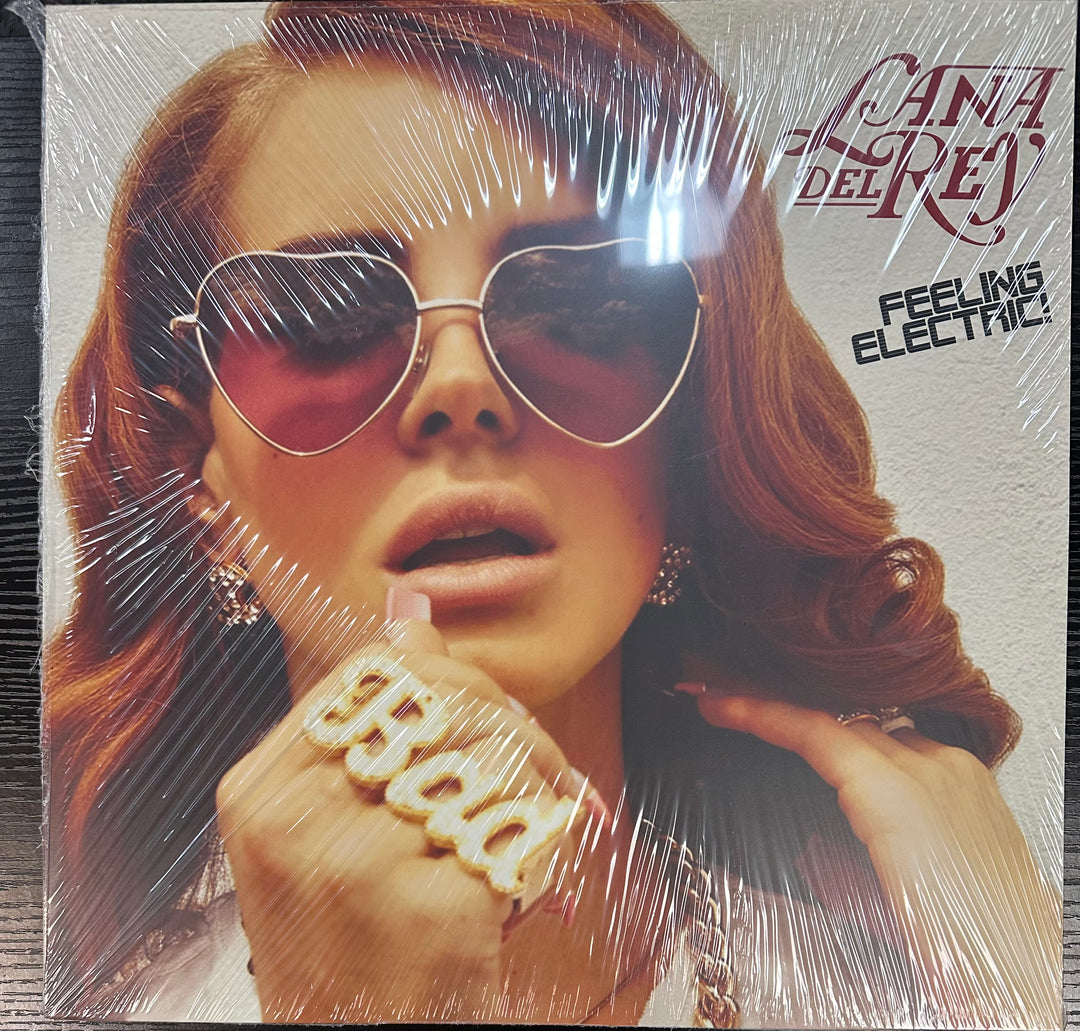 LANA
DEL REY
FEELING
ELECTRIC!
Bad